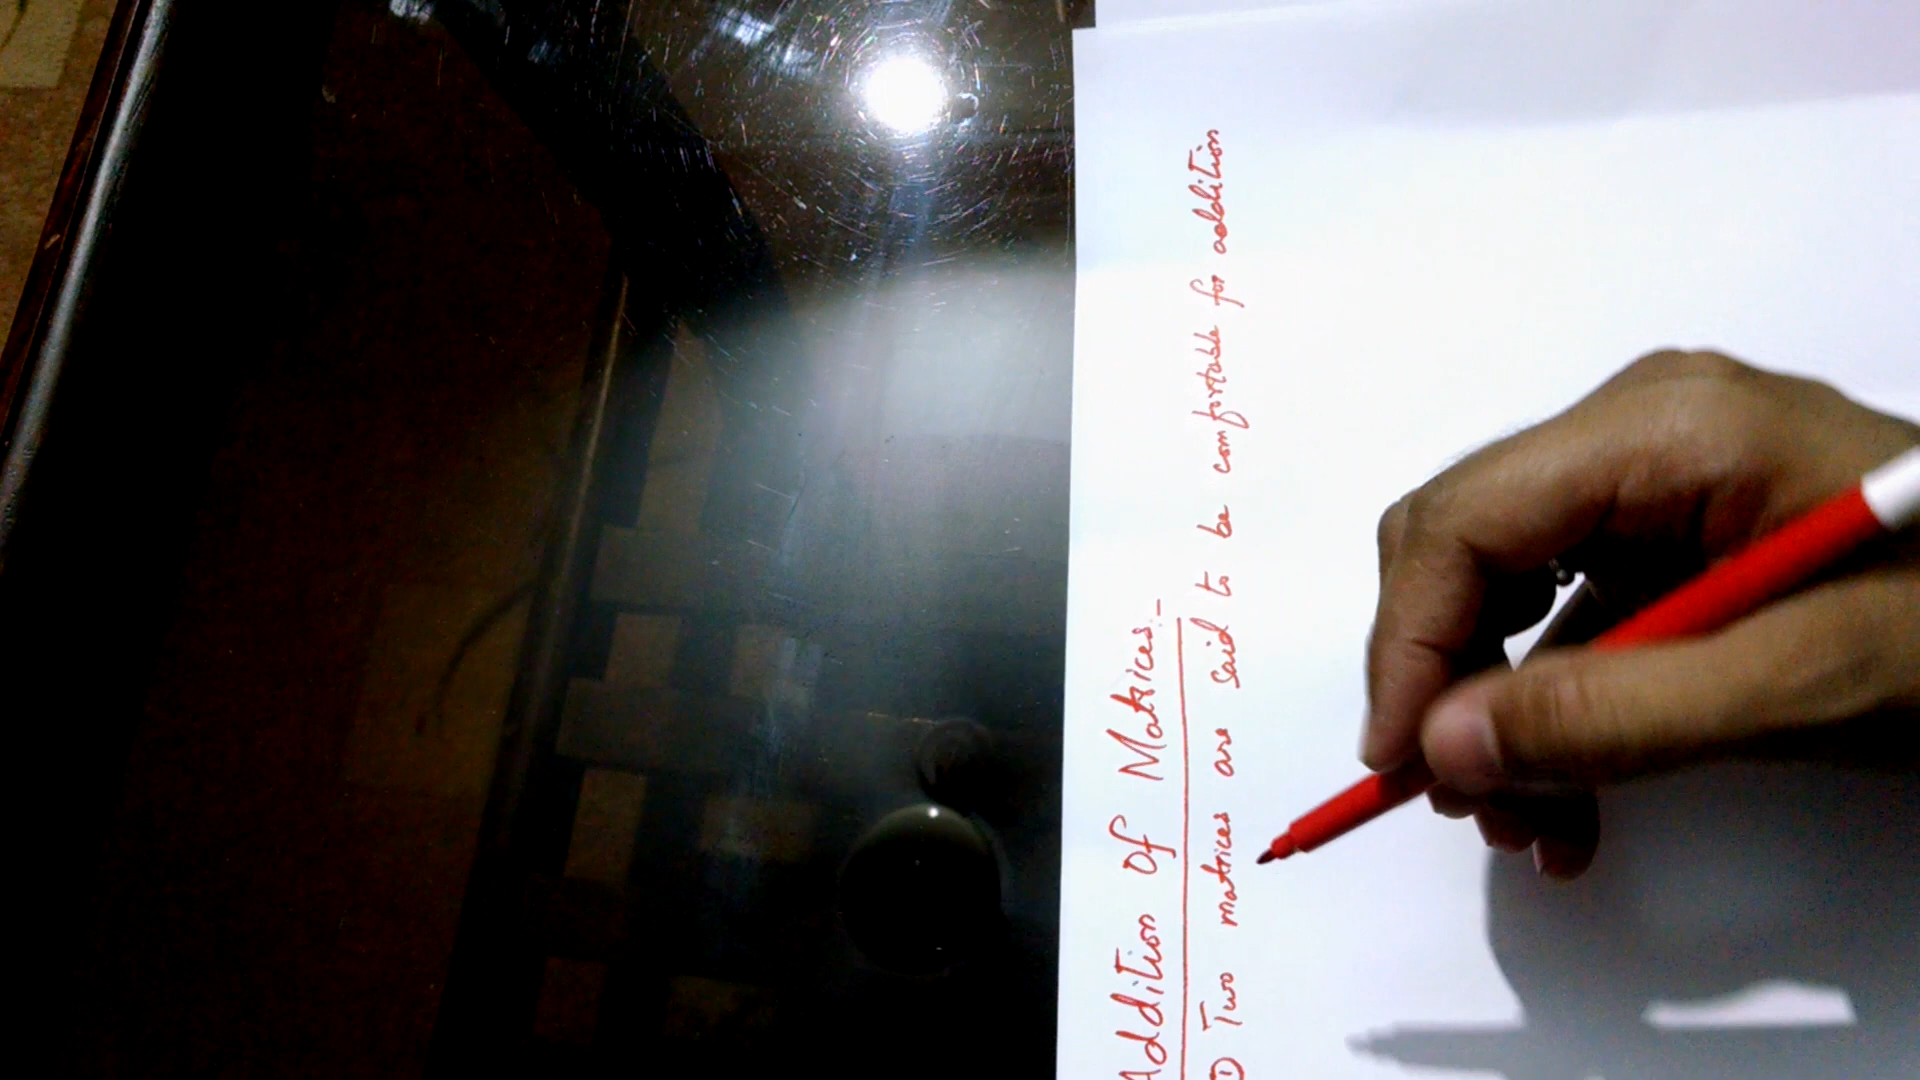 Addition of Matrices:-
① Two matrices are said to be comfortable for addition